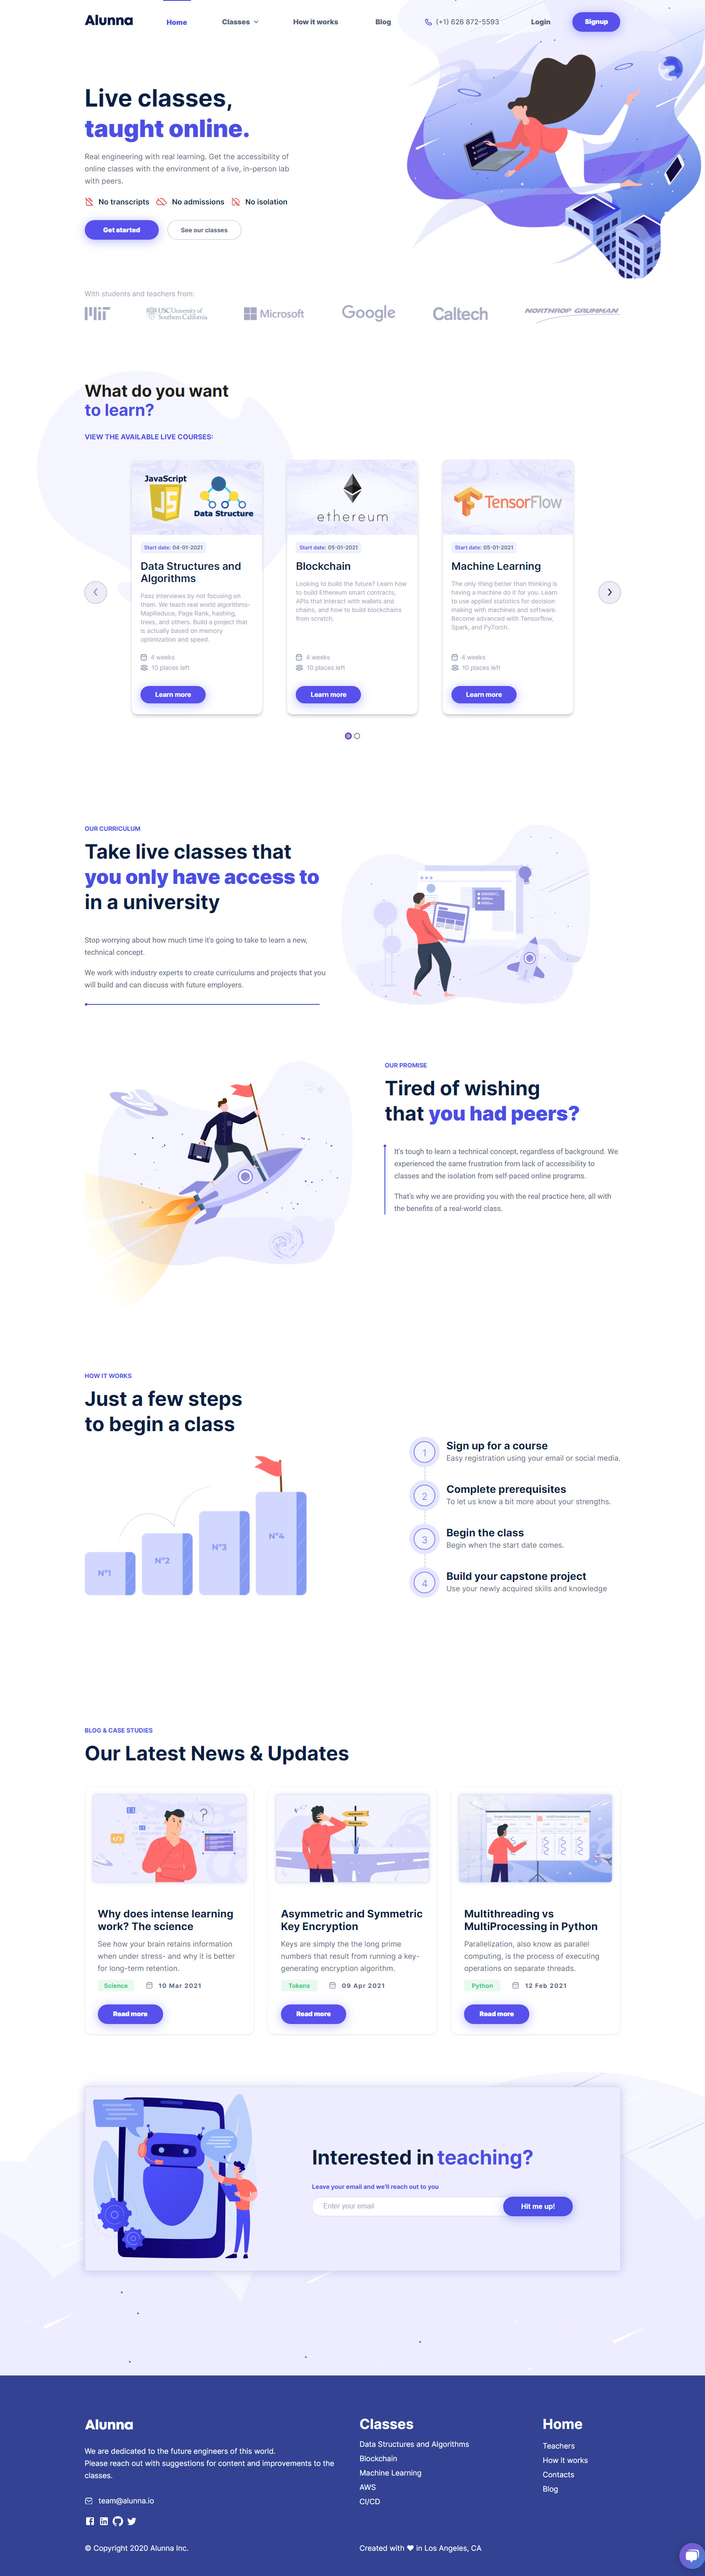 Alunna
Home
Classes
How it works
Blog
(+1) 626 872-5593
Login
Signup
Live classes,
taught online.
Real engineering with real learning. Get the accessibility of
online classes with the environment of a live, in-person lab
with peers.
No transcripts
No admissions
No isolation
Get started
See our classes
With students and teachers from:
MIT
USC University of
Southern California
Microsoft
Google
Caltech
NORTHROP GRUMMAN
What do you want
to learn?
VIEW THE AVAILABLE LIVE COURSES:
JavaScript
JS
Data Structure
Start date: 04-01-2021
Data Structures and
Algorithms
Pass interviews by not focusing on
them. We teach real world algorithms-
MapReduce, Page Rank, hashing,
trees, and others. Build a project that
is actually based on memory
optimization and speed.
4 weeks
10 places left
Learn more
ethereum
Start date: 05-01-2021
Blockchain
Looking to build the future? Learn how
to build Ethereum smart contracts,
APIs that interact with wallets and
chains, and how to build blockchains
from scratch.
4 weeks
10 places left
Learn more
TensorFlow
Start date: 05-01-2021
Machine Learning
The only thing better than thinking is
having a machine do it for you. Learn
to use applied statistics for decision
making with machines and software.
Become advanced with Tensorflow,
Spark, and PyTorch.
4 weeks
10 places left
Learn more
OUR CURRICULUM
Take live classes that
you only have access to
in a university
Stop worrying about how much time it's going to take to learn a new,
technical concept.
We work with industry experts to create curriculums and projects that you
will build and can discuss with future employers.
OUR PROMISE
Tired of wishing
that you had peers?
It's tough to learn a technical concept, regardless of background. We
experienced the same frustration from lack of accessibility to
classes and the isolation from self-paced online programs.
That's why we are providing you with the real practice here, all with
the benefits of a real-world class.
HOW IT WORKS
Just a few steps
to begin a class
N°1
N°2
N°3
N°4
1
Sign up for a course
Easy registration using your email or social media.
2
Complete prerequisites
To let us know a bit more about your strengths.
3
Begin the class
Begin when the start date comes.
4
Build your capstone project
Use your newly acquired skills and knowledge
BLOG & CASE STUDIES
Our Latest News & Updates
Why does intense learning
work? The science
See how your brain retains information
when under stress- and why it is better
for long-term retention.
Science
10 Mar 2021
Read more
Asymmetric and Symmetric
Key Encryption
Keys are simply the the long prime
numbers that result from running a key-
generating encryption algorithm.
Tokens
09 Apr 2021
Read more
Multithreading vs
MultiProcessing in Python
Parallelization, also know as parallel
computing, is the process of executing
operations on separate threads.
Python
12 Feb 2021
Read more
Interested in teaching?
Leave your email and we'll reach out to you
Enter your email
Hit me up!
Alunna
We are dedicated to the future engineers of this world.
Please reach out with suggestions for content and improvements to the
classes.
team@alunna.io
© Copyright 2020 Alunna Inc.
Classes
Data Structures and Algorithms
Blockchain
Machine Learning
AWS
CI/CD
Created with ❤ in Los Angeles, CA
Home
Teachers
How it works
Contacts
Blog